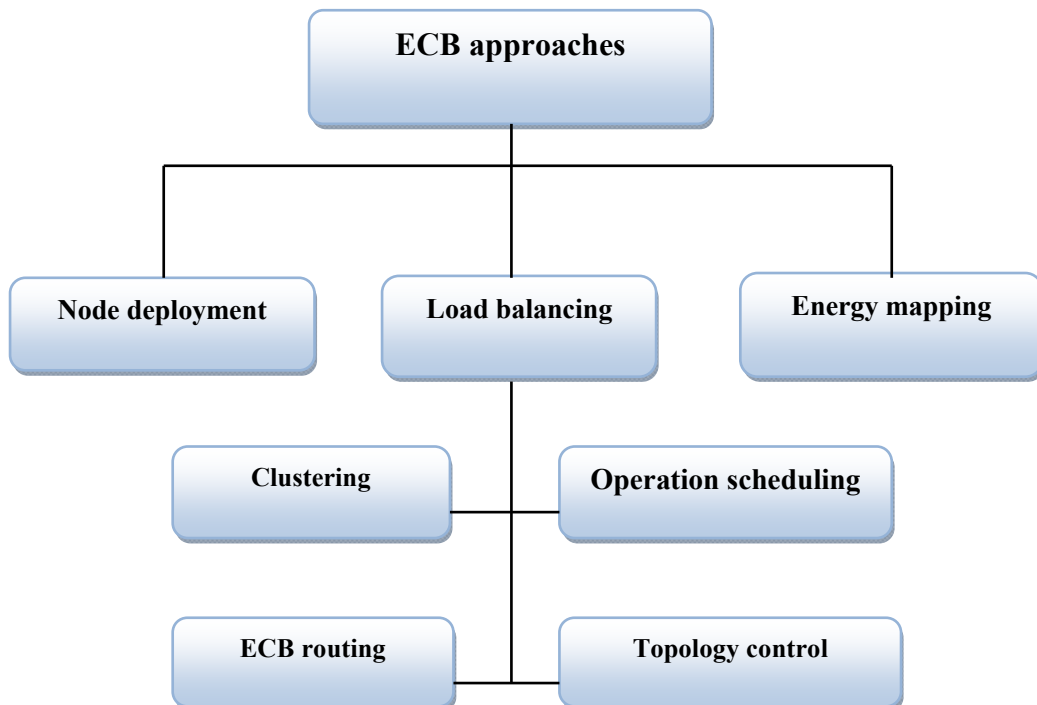 ECB approaches
Node deployment
Load balancing
Energy mapping
Clustering
Operation scheduling
ECB routing
Topology control